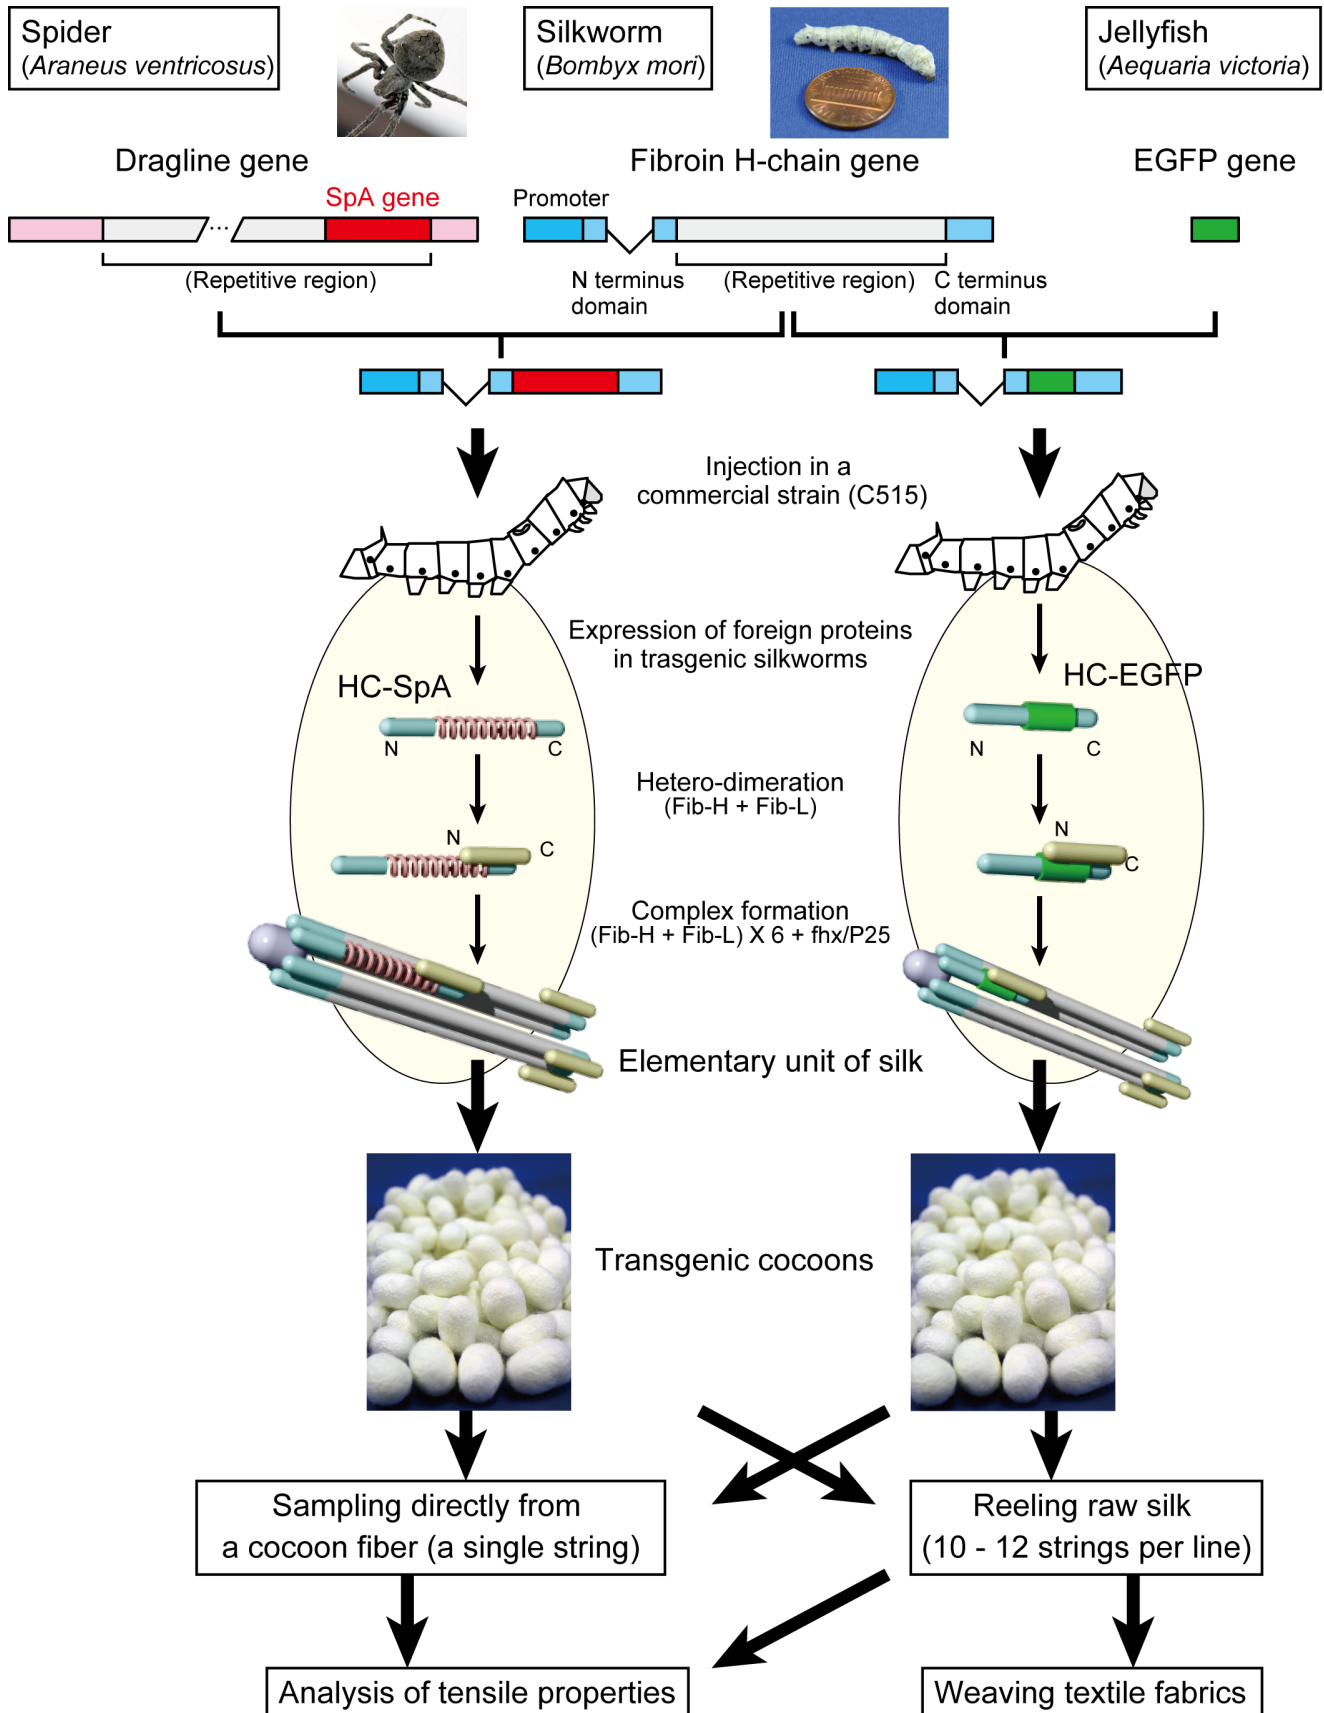 Spider
(Araneus ventricosus)
Silkworm
(Bombyx mori)
Jellyfish
(Aequaria victoria)
Dragline gene
Fibroin H-chain gene
EGFP gene
SpA gene
Promoter
...
(Repetitive region)
N terminus
domain
(Repetitive region)
C terminus
domain
Injection in a
commercial strain (C515)
Expression of foreign proteins
in trasgenic silkworms
HC-SpA
HC-EGFP
N
C
N
C
Hetero-dimeration
(Fib-H + Fib-L)
N
C
N
C
Complex formation
(Fib-H + Fib-L) X 6 + fhx/P25
Elementary unit of silk
Transgenic cocoons
Sampling directly from
a cocoon fiber (a single string)
Reeling raw silk
(10 - 12 strings per line)
Analysis of tensile properties
Weaving textile fabrics